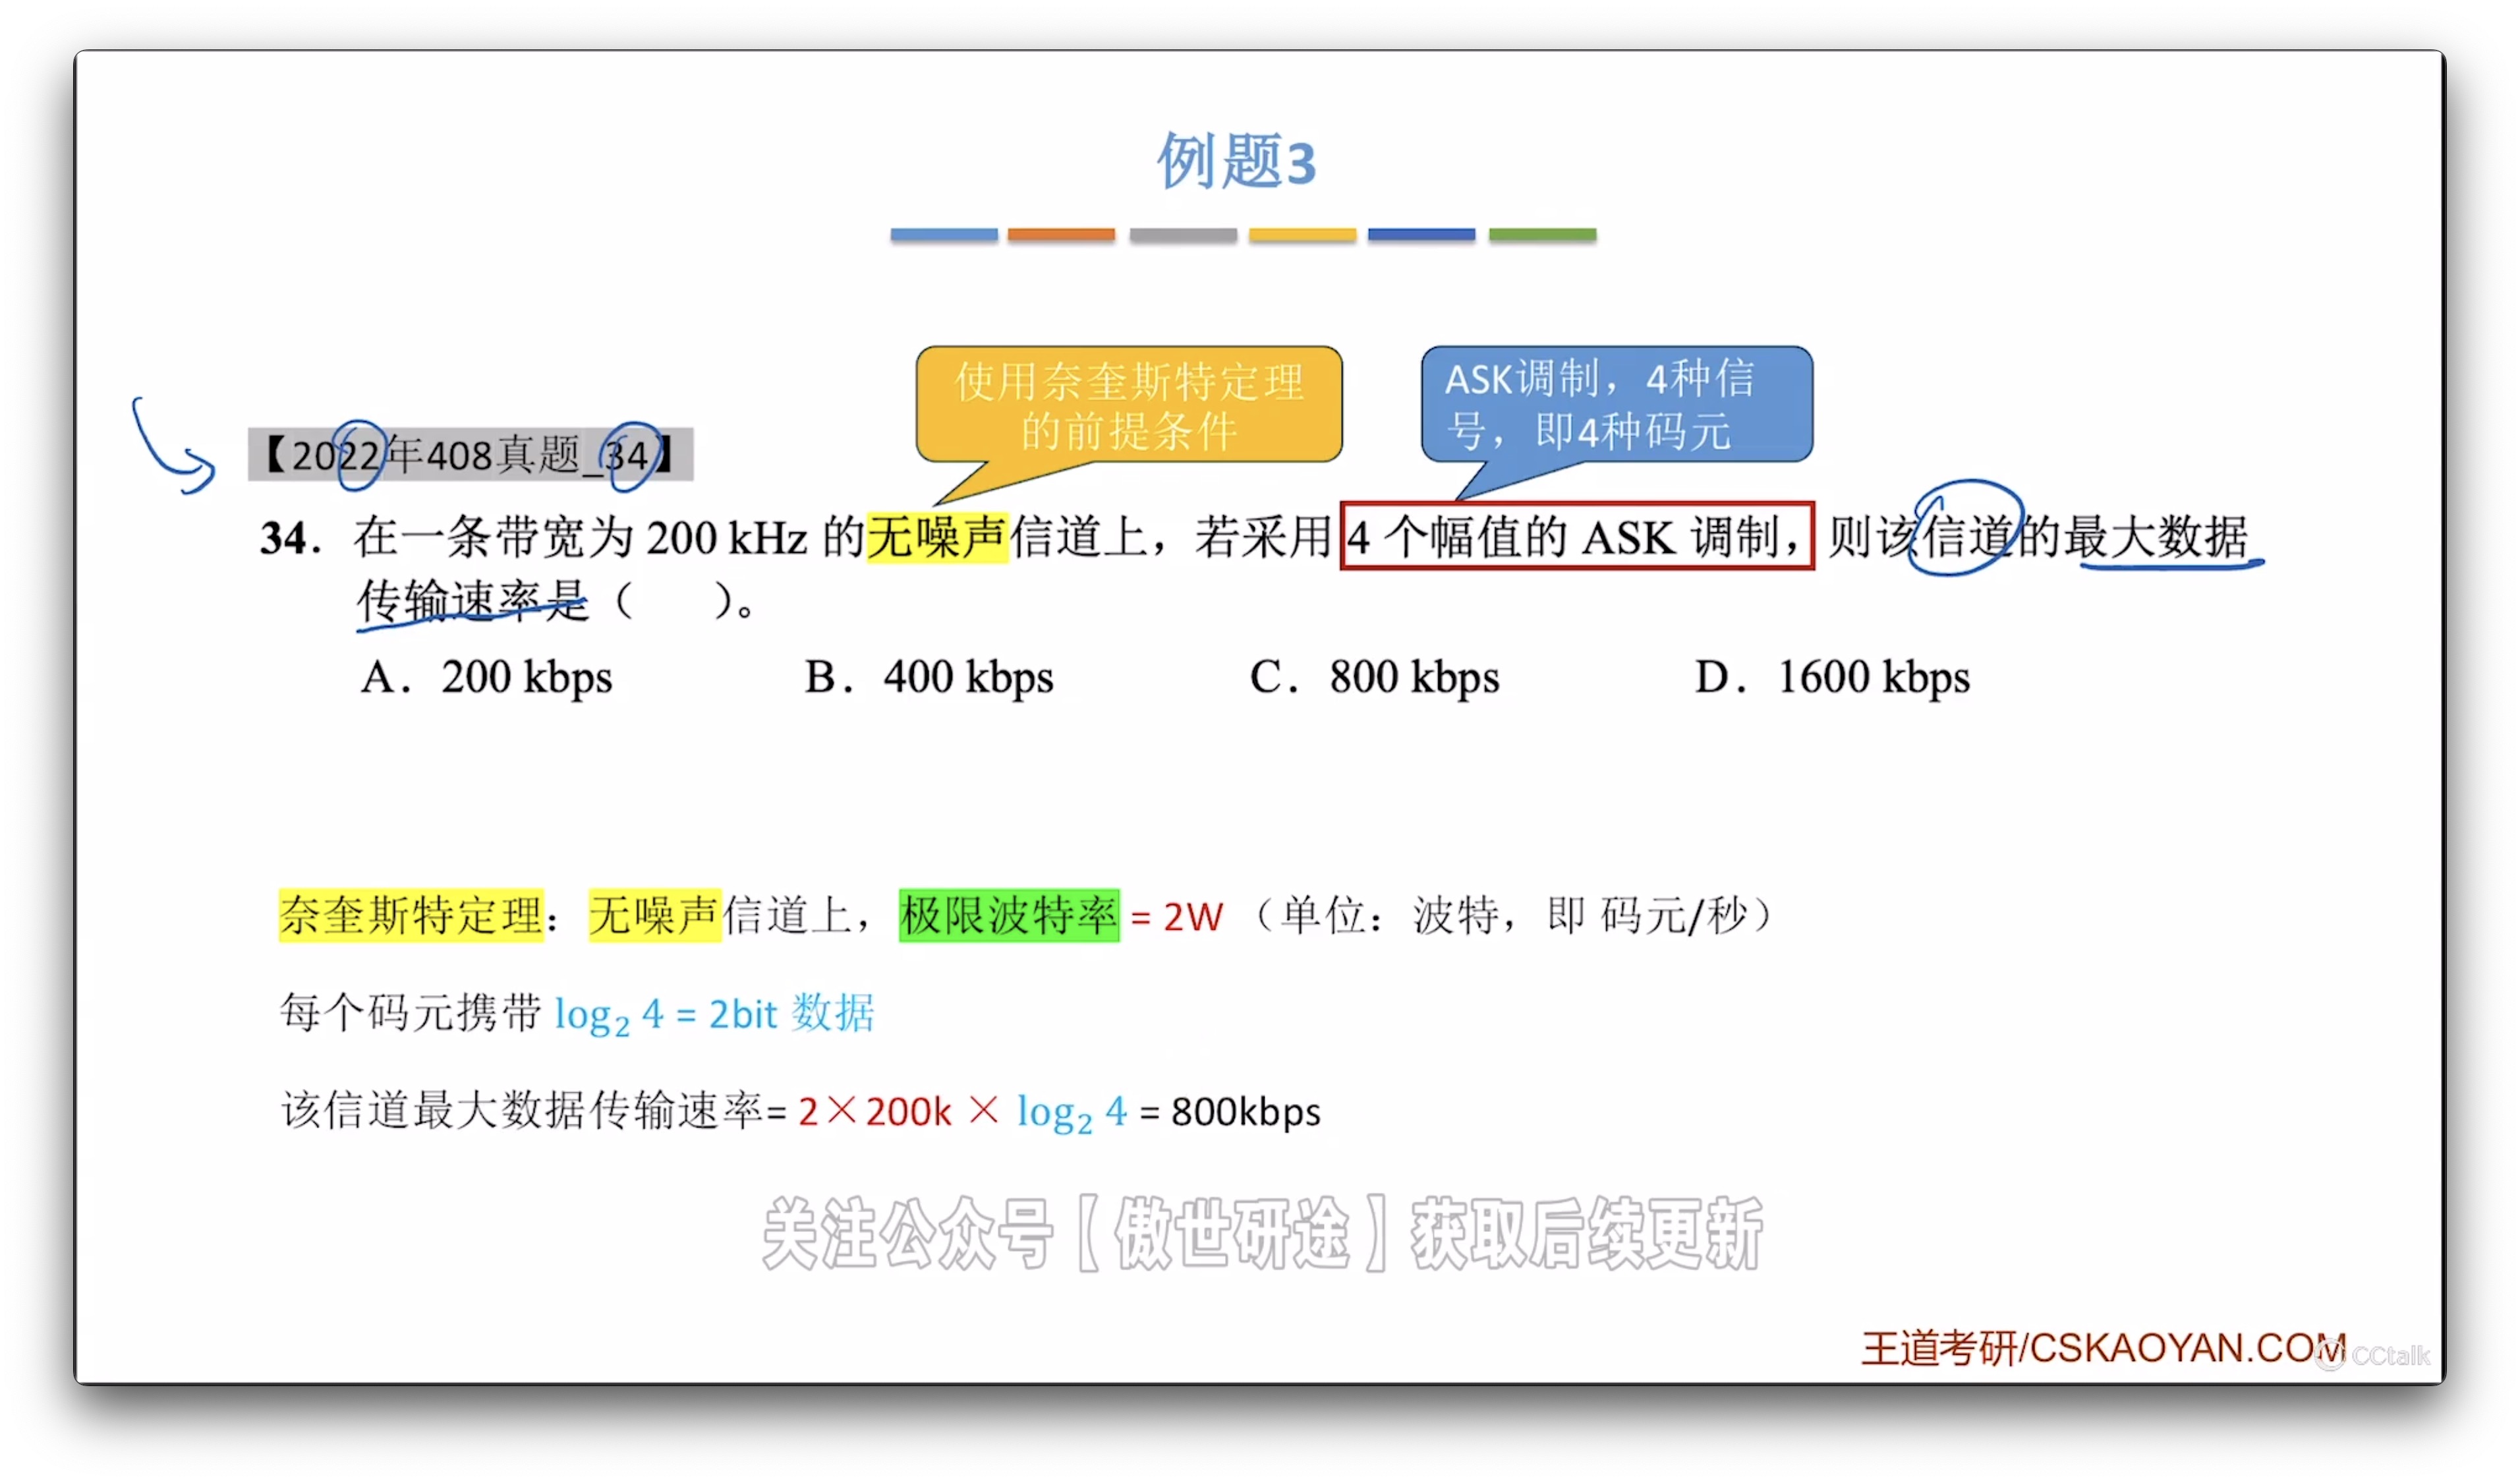 例题3
使用奈奎斯特定理
的前提条件
ASK调制，4种信
号，即4种码元
【2022年408真题_34】
34. 在一条带宽为 200 kHz 的无噪声信道上，若采用 4 个幅值的 ASK 调制，则该信道的最大数据
传输速率是（ ）。
A. 200 kbps B. 400 kbps C. 800 kbps D. 1600 kbps
奈奎斯特定理：无噪声信道上，极限波特率 = 2W （单位：波特，即 码元/秒）
每个码元携带 log₂ 4 = 2bit 数据
该信道最大数据传输速率= 2×200k × log₂ 4 = 800kbps
关注公众号【傲世研途】获取后续更新
王道考研/CSKAOYAN.COM
CCtalk